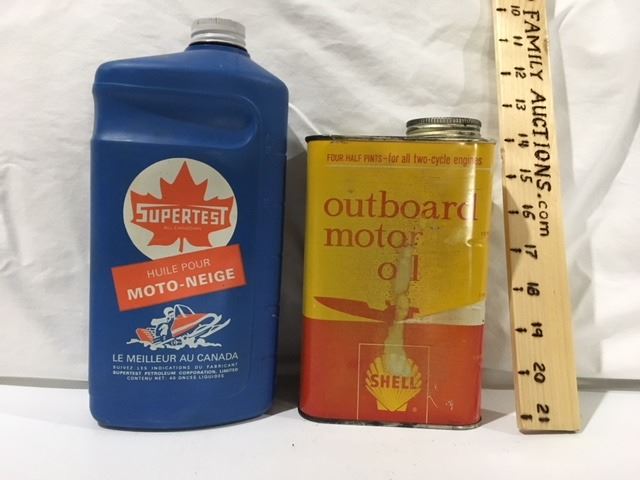 SUPERTEST
ALL-CANADIAN
HUILE POUR
MOTO-NEIGE
LE MEILLEUR AU CANADA
SUIVEZ LES INDICATIONS DU FABRICANT
SUPERTEST PETROLEUM CORPORATION, LIMITED
CONTENU NET: 40 ONCES LIQUIDES
FOUR HALF PINTS—for all two-cycle engines
outboard
motor
oil
SHELL
FAMILY AUCTIONS.com
10
11
12
13
14
15
16
17
18
19
20
21